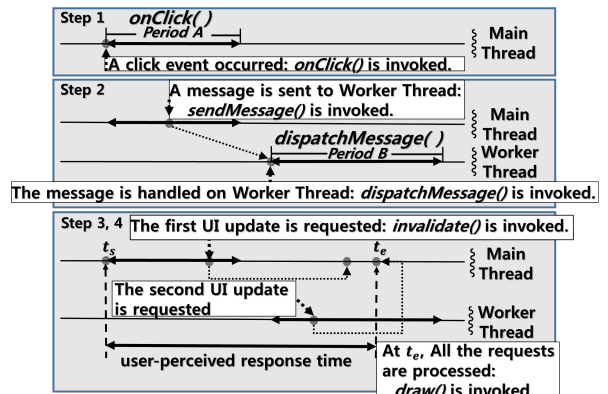 Step 1
onClick( )
Period A
Main
Thread
A click event occurred: onClick() is invoked.
Step 2
A message is sent to Worker Thread:
sendMessage() is invoked.
Main
Thread
dispatchMessage( )
Period B
Worker
Thread
The message is handled on Worker Thread: dispatchMessage() is invoked.
Step 3, 4
The first UI update is requested: invalidate() is invoked.
ts
te
Main
Thread
The second UI update
is requested
Worker
Thread
user-perceived response time
At te, All the requests
are processed:
draw() is invoked.